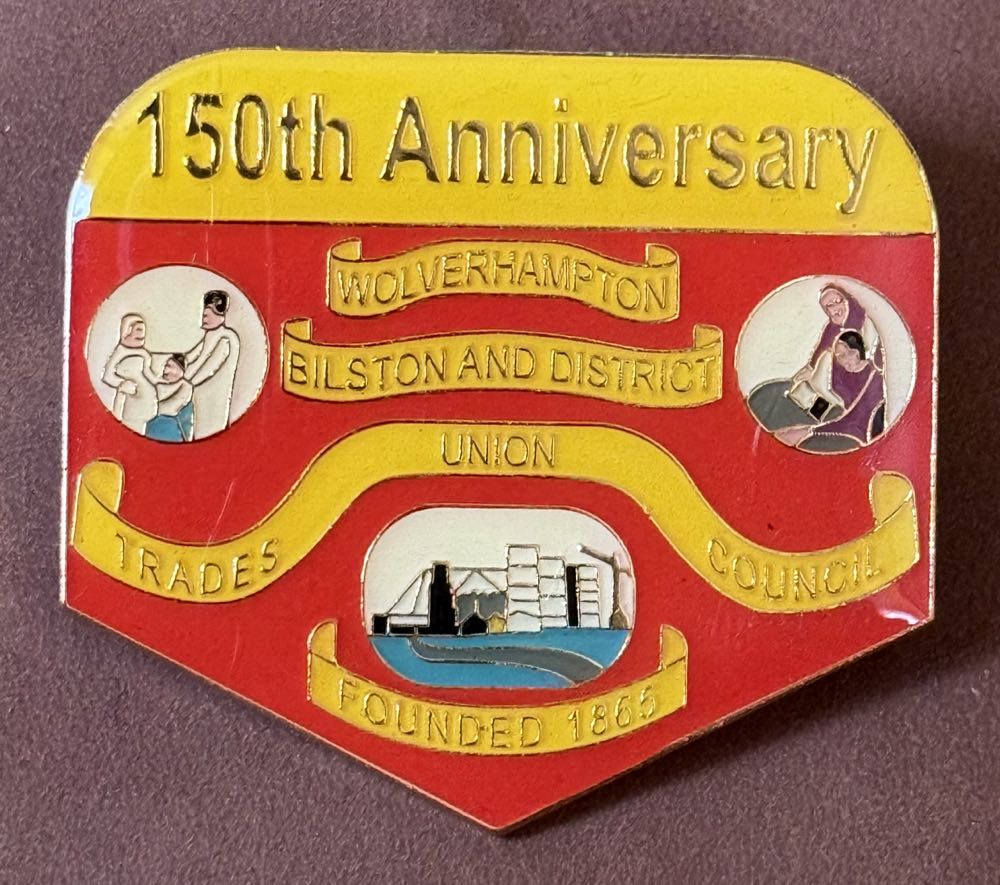 150th Anniversary
WOLVERHAMPTON
BILSTON AND DISTRICT
TRADES UNION COUNCIL
FOUNDED 1865